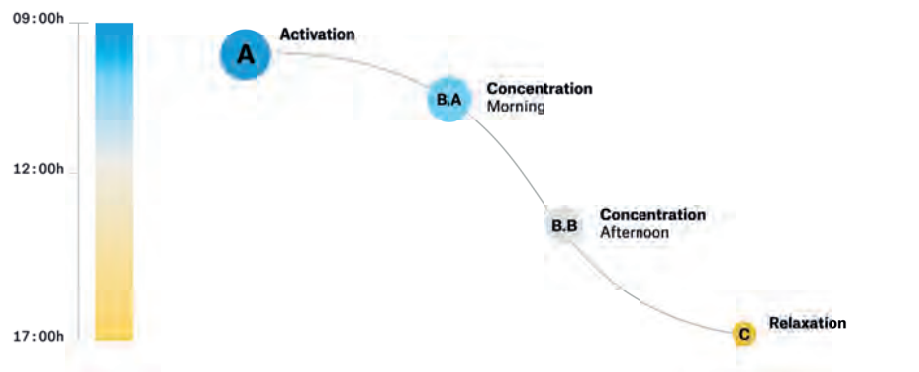 09:00h
A
Activation
B.A
Concentration
Morning
12:00h
B.B
Concentration
Afternoon
17:00h
C
Relaxation